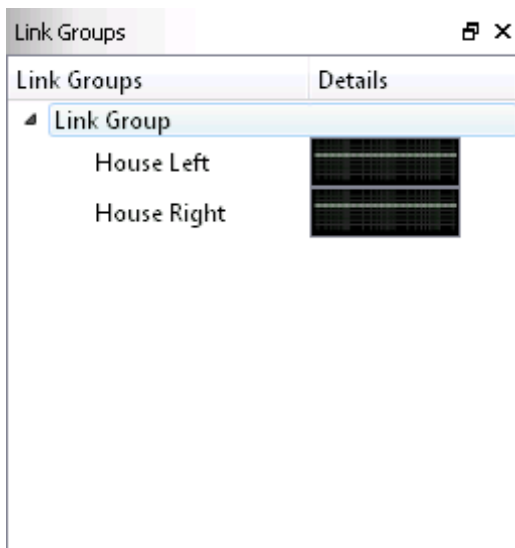 Link Groups
Link Groups Details
Link Group
House Left
House Right